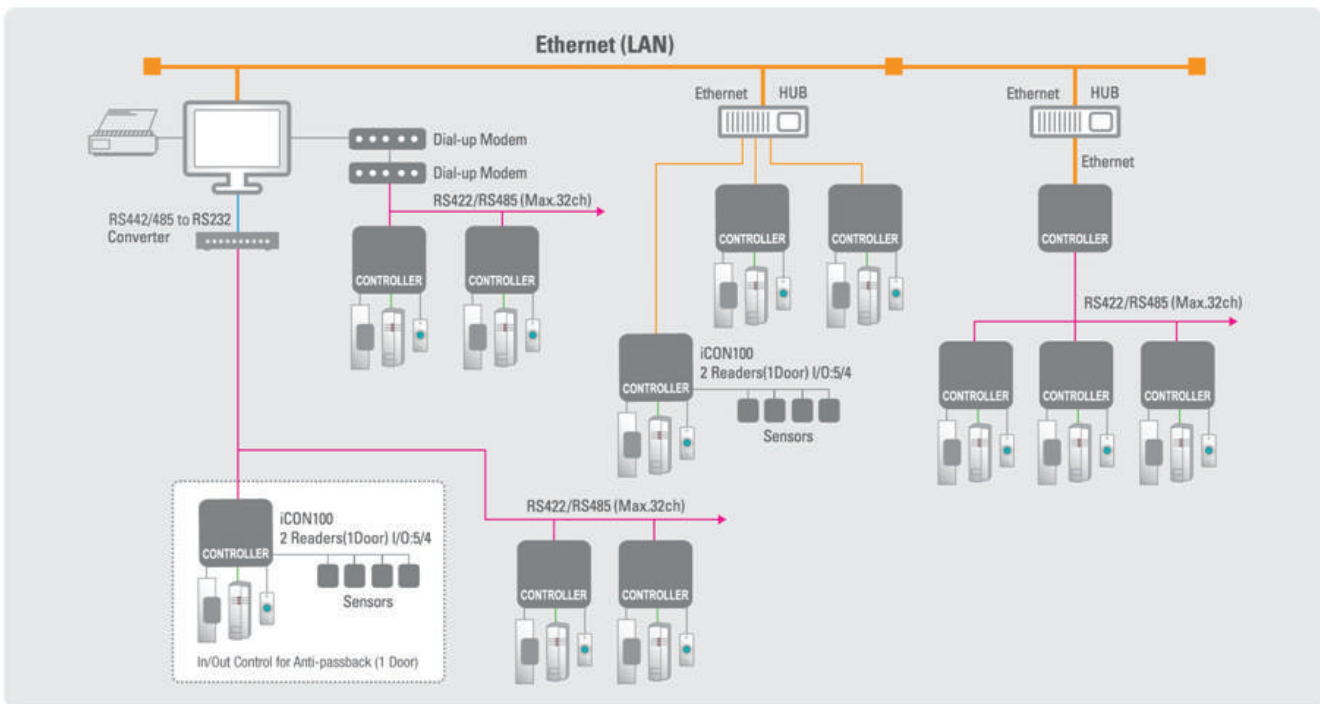 Ethernet (LAN)
Ethernet HUB
Ethernet HUB
Dial-up Modem
Dial-up Modem
Ethernet
RS422/RS485 (Max.32ch)
RS442/485 to RS232
Converter
CONTROLLER
CONTROLLER
CONTROLLER
CONTROLLER
CONTROLLER
RS422/RS485 (Max.32ch)
iCON100
2 Readers(1Door) I/O:5/4
CONTROLLER
Sensors
CONTROLLER
CONTROLLER
CONTROLLER
RS422/RS485 (Max.32ch)
iCON100
2 Readers(1Door) I/O:5/4
CONTROLLER
Sensors
CONTROLLER
CONTROLLER
In/Out Control for Anti-passback (1 Door)